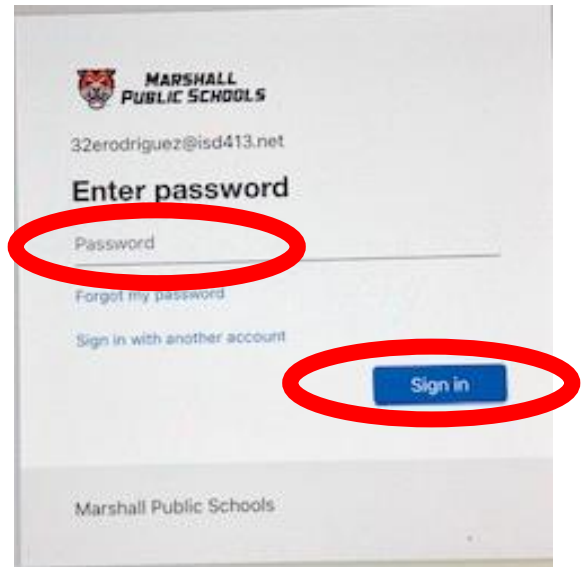 MARSHALL
PUBLIC SCHOOLS
32erodriguez@isd413.net
Enter password
Password
Forgot my password
Sign in with another account
Sign in
Marshall Public Schools